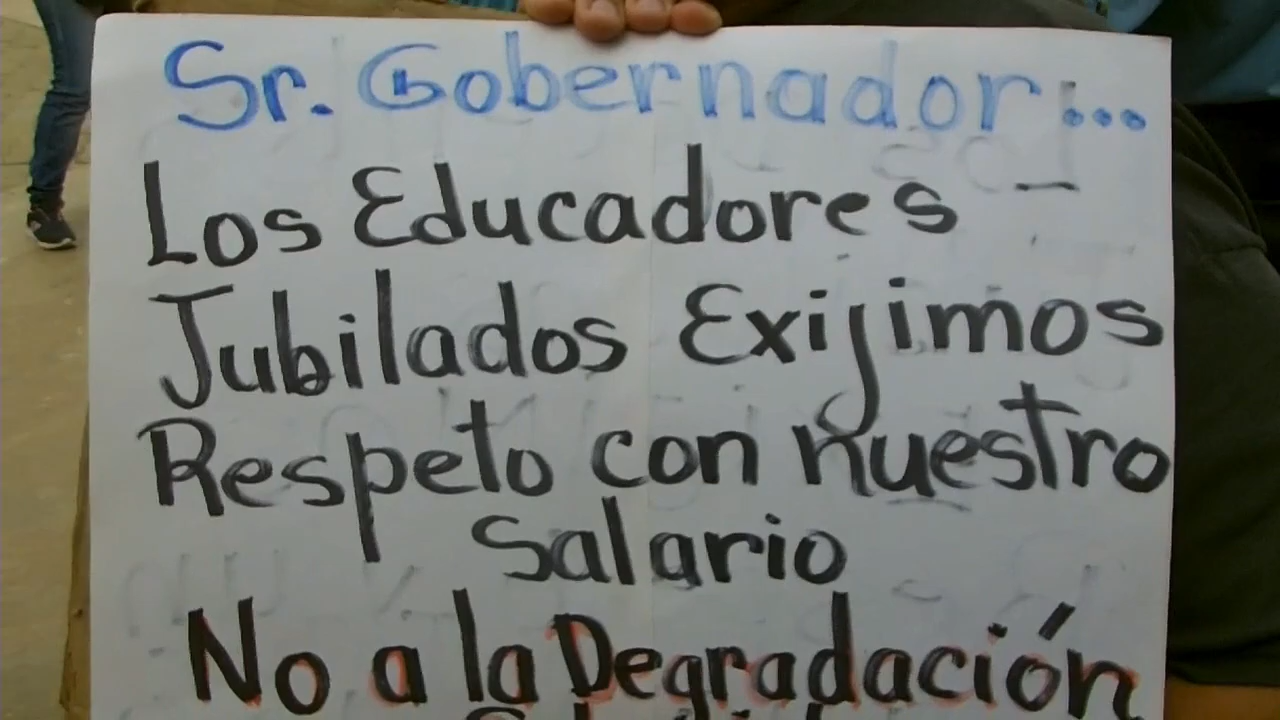 Sr. Gobernador...
Los Educadores -
Jubilados Exijimos
Respeto con nuestro
Salario
No a la Degradación